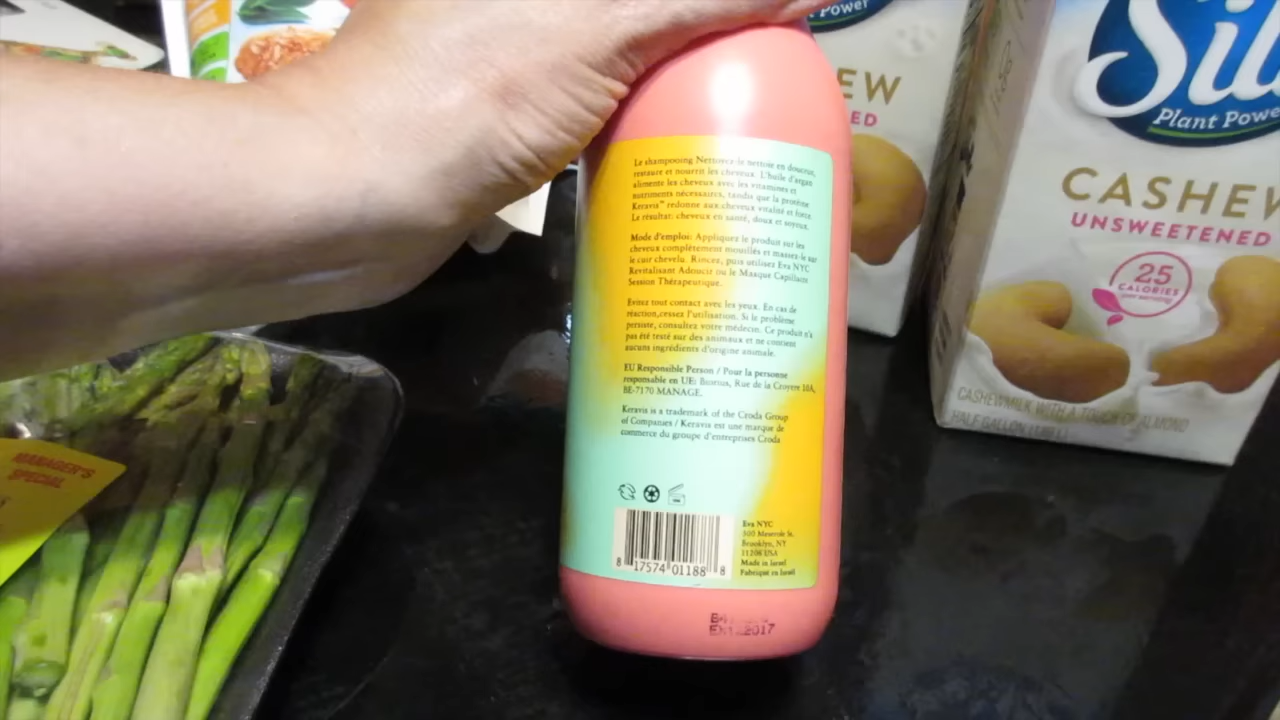 Le shampooing Nettoyez-le nettoie en douceur,
restaure et nourrit les cheveux. L'huile d'argan
alimente les cheveux avec les vitamines et
nutriments nécessaires, tandis que la protéine
Keravis™ redonne aux cheveux vitalité et force.
Le résultat: cheveux en santé, doux et soyeux.
Mode d'emploi: Appliquez le produit sur les
cheveux complètement mouillés et massez-le sur
le cuir chevelu. Rincez, puis utilisez Eva NYC
Revitalisant Adoucir ou le Masque Capillaire
Session Thérapeutique.
Évitez tout contact avec les yeux. En cas de
réaction,cessez l'utilisation. Si le problème
persiste, consultez votre médecin. Ce produit n'a
pas été testé sur des animaux et ne contient
aucuns ingrédients d'origine animale.
EU Responsible Person / Pour la personne
responsable en UE: Biorius, Rue de la Croyere 10A,
BE-7170 MANAGE.
Keravis is a trademark of the Croda Group
of Companies / Keravis est une marque de
commerce du groupe d'entreprises Croda
8 17574 01188 8
Eva NYC
300 Meserole St.
Brooklyn, NY
11206 USA
Made in Israel
Fabriqué en Israël
2017
MANAGER'S
SPECIAL
Power
EW
ED
Sil
Plant Powe
CASHEW
UNSWEETENED
25
CALORIES
per serving
CASHEWMILK WITH A TOUCH OF ALMOND
HALF GALLON